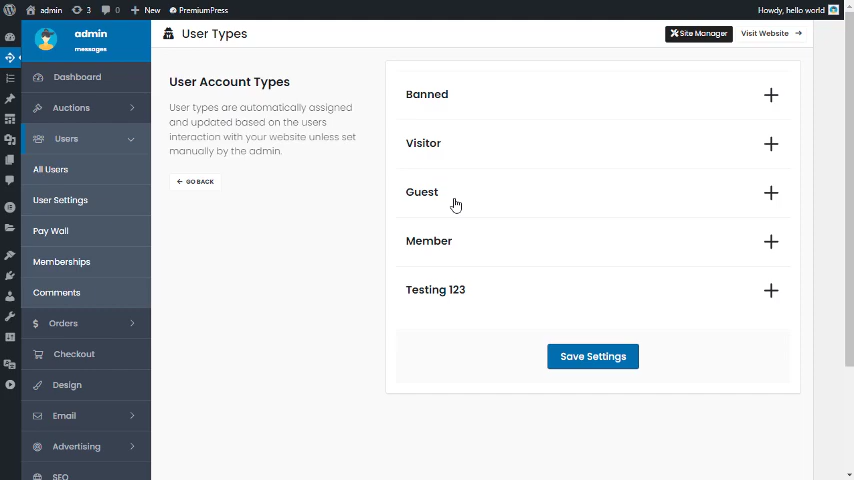 admin
3
0
New
PremiumPress
Howdy, hello world
admin
messages
User Types
Site Manager
Visit Website
Dashboard
Auctions
Users
All Users
User Settings
Pay Wall
Memberships
Comments
Orders
Checkout
Design
Email
Advertising
SEO
User Account Types
User types are automatically assigned
and updated based on the users
interaction with your website unless set
manually by the admin.
GO BACK
Banned
Visitor
Guest
Member
Testing 123
Save Settings